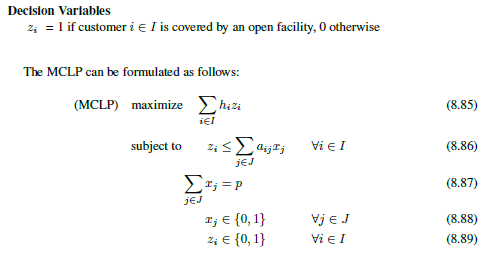 Decision Variables
z_i = 1 if customer i ∈ I is covered by an open facility, 0 otherwise
The MCLP can be formulated as follows:
(MCLP) maximize ∑_{i∈I} h_i z_i (8.85)
subject to z_i ≤ ∑_{j∈J} a_{ij} x_j ∀i ∈ I (8.86)
∑_{j∈J} x_j = p (8.87)
x_j ∈ {0, 1} ∀j ∈ J (8.88)
z_i ∈ {0, 1} ∀i ∈ I (8.89)